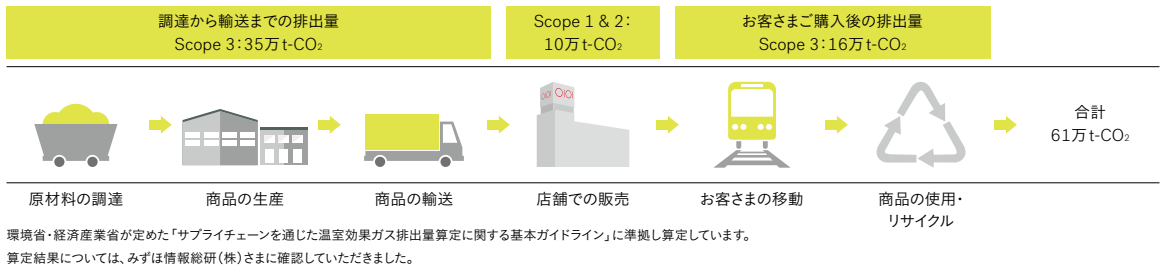 調達から輸送までの排出量
Scope 3：35万t-CO₂
Scope 1 & 2：
10万t-CO₂
お客さまご購入後の排出量
Scope 3：16万t-CO₂
OIOI
OIOI
合計
61万t-CO₂
原材料の調達
商品の生産
商品の輸送
店舗での販売
お客さまの移動
商品の使用・
リサイクル
環境省・経済産業省が定めた「サプライチェーンを通じた温室効果ガス排出量算定に関する基本ガイドライン」に準拠し算定しています。
算定結果については、みずほ情報総研（株）さまに確認していただきました。